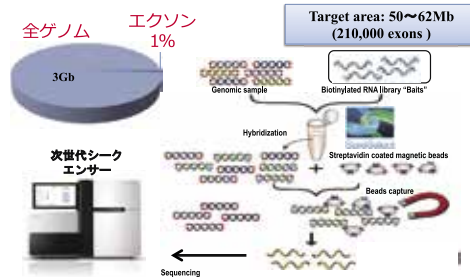 全ゲノム
エクソン
1%
3Gb
Target area: 50～62Mb
(210,000 exons )
Genomic sample
Biotinylated RNA library "Baits"
Hybridization
Streptavidin coated magnetic beads
+
Beads capture
次世代シーク
エンサー
Sequencing